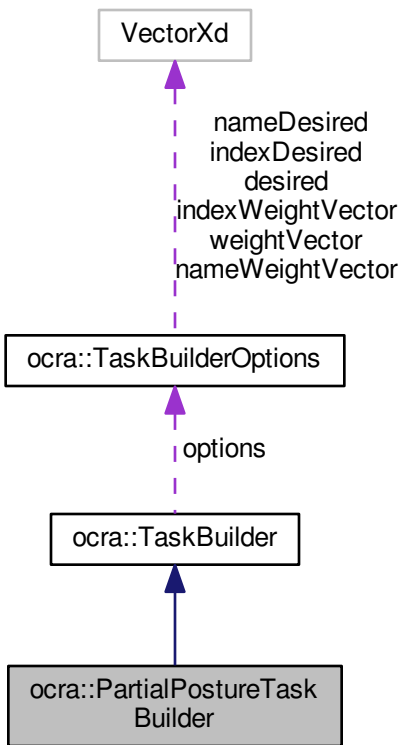 VectorXd
nameDesired
indexDesired
desired
indexWeightVector
weightVector
nameWeightVector
ocra::TaskBuilderOptions
options
ocra::TaskBuilder
ocra::PartialPostureTask
Builder